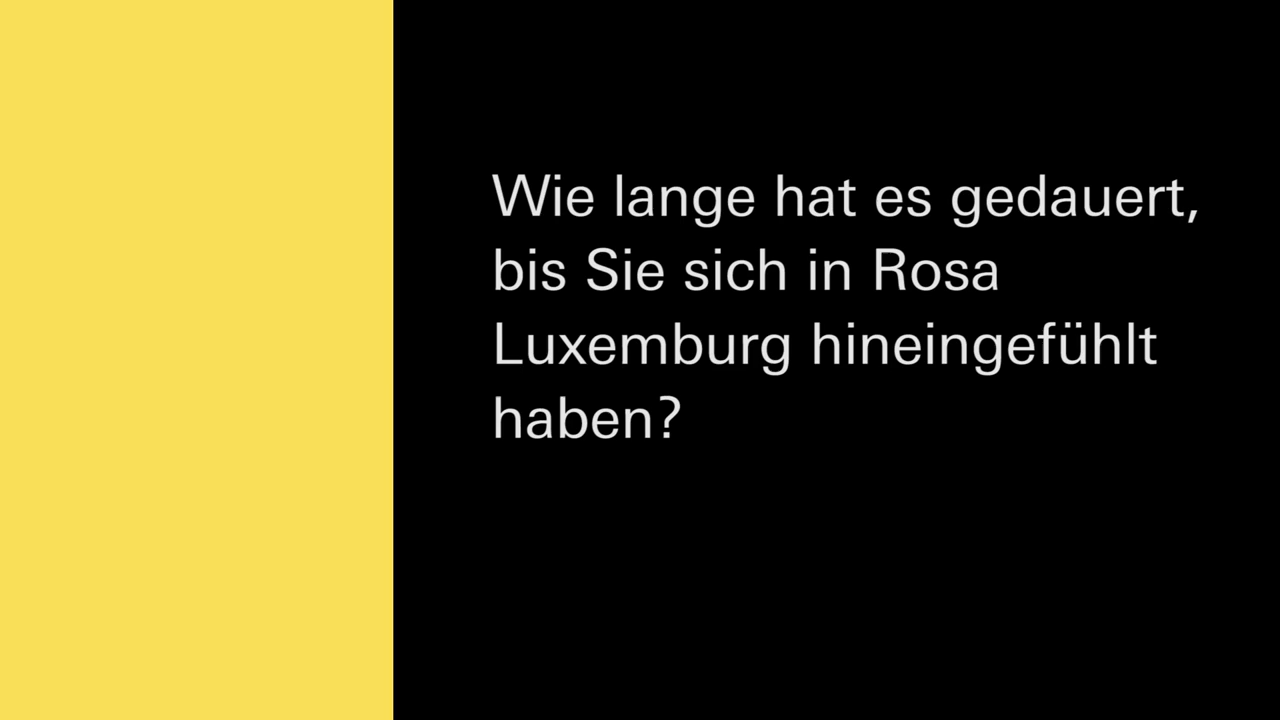 Wie lange hat es gedauert,
bis Sie sich in Rosa
Luxemburg hineingefühlt
haben?